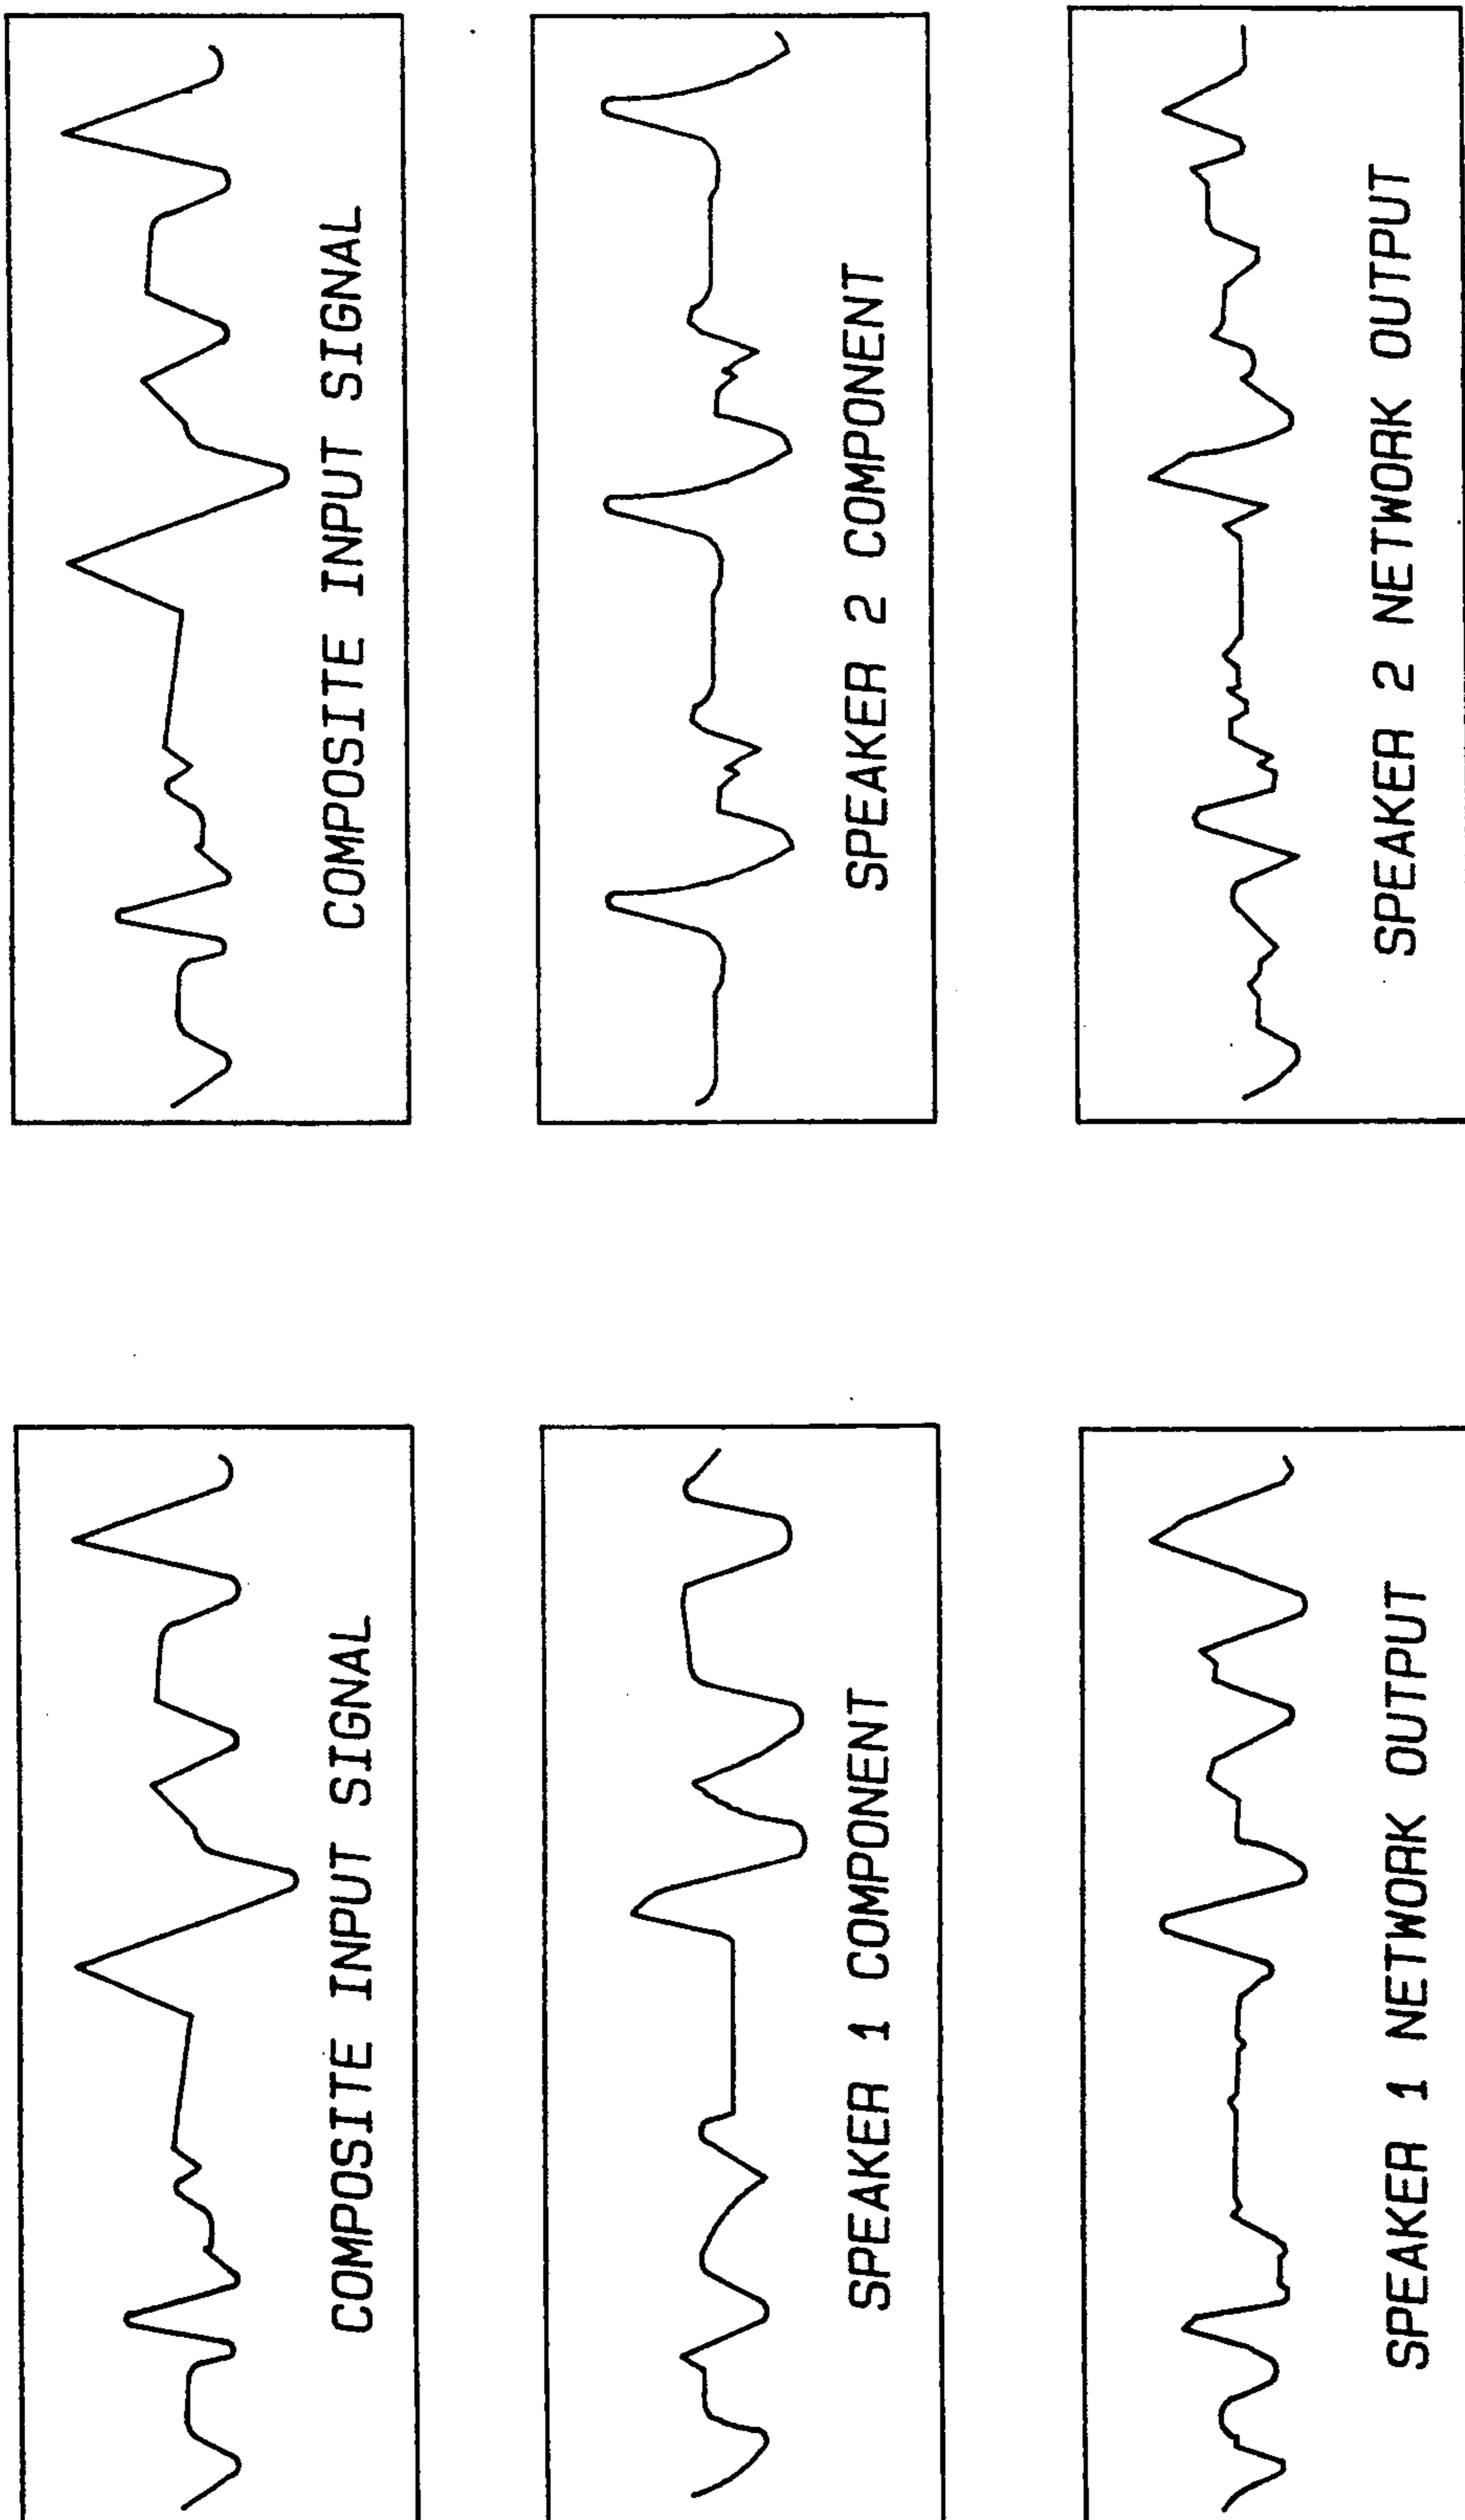 COMPOSITE INPUT SIGNAL
SPEAKER 1 COMPONENT
SPEAKER 1 NETWORK OUTPUT
COMPOSITE INPUT SIGNAL
SPEAKER 2 COMPONENT
SPEAKER 2 NETWORK OUTPUT